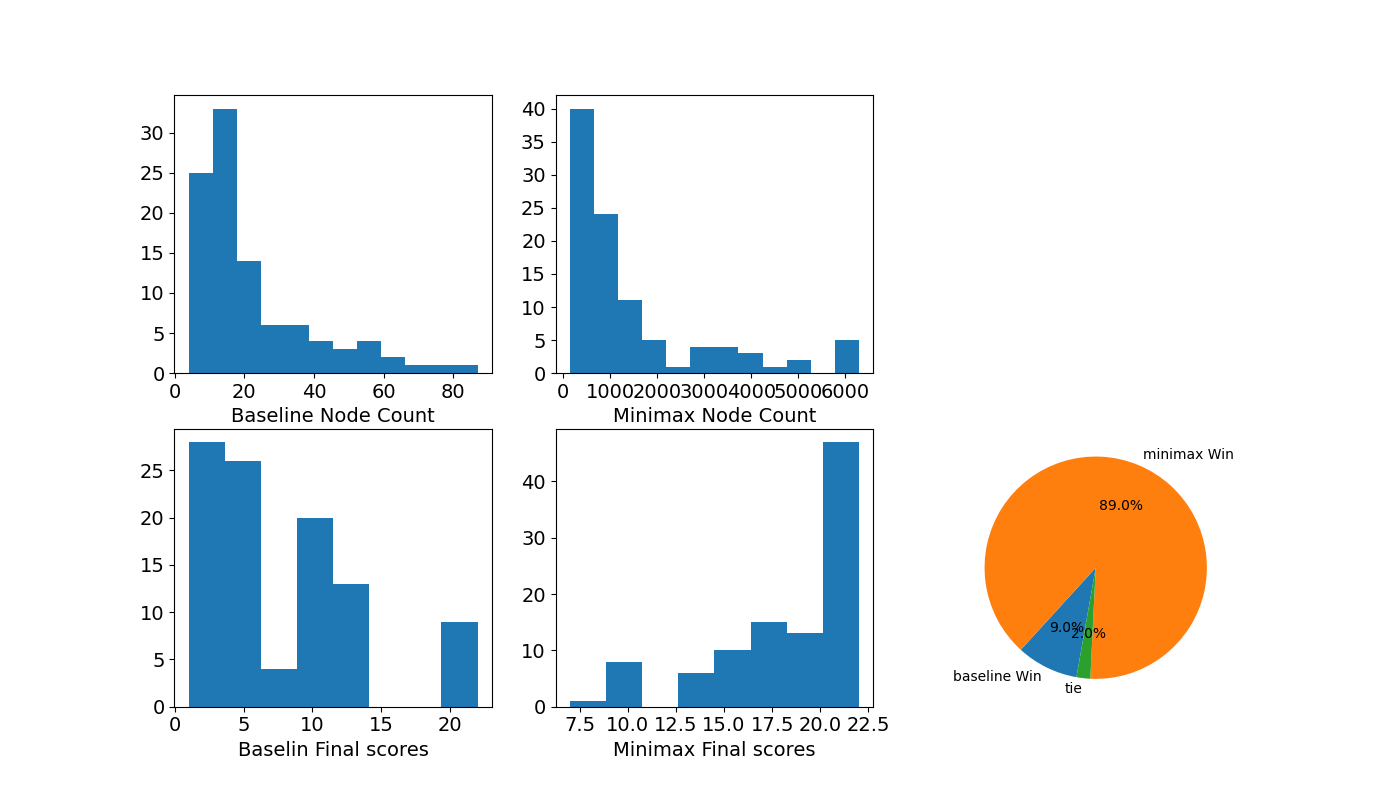 30
25
20
15
10
5
0
0 20 40 60 80
Baseline Node Count
40
35
30
25
20
15
10
5
0
0 1000 2000 3000 4000 5000 6000
Minimax Node Count
25
20
15
10
5
0
0 5 10 15 20
Baselin Final scores
40
30
20
10
0
7.5 10.0 12.5 15.0 17.5 20.0 22.5
Minimax Final scores
minimax Win
89.0%
9.0%
2.0%
baseline Win
tie